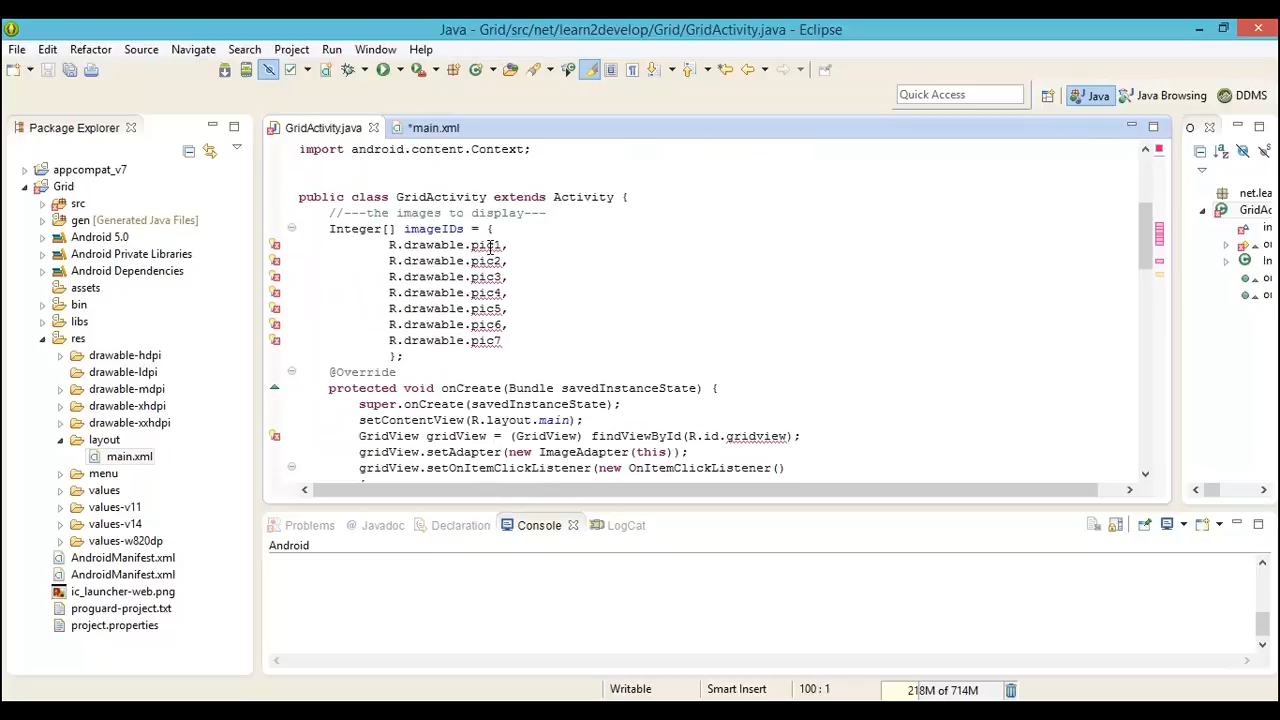 Java - Grid/src/net/learn2develop/Grid/GridActivity.java - Eclipse
File Edit Refactor Source Navigate Search Project Run Window Help
Quick Access
Java
Java Browsing
DDMS
Package Explorer
appcompat_v7
Grid
src
gen [Generated Java Files]
Android 5.0
Android Private Libraries
Android Dependencies
assets
bin
libs
res
drawable-hdpi
drawable-ldpi
drawable-mdpi
drawable-xhdpi
drawable-xxhdpi
layout
main.xml
menu
values
values-v11
values-v14
values-w820dp
AndroidManifest.xml
AndroidManifest.xml
ic_launcher-web.png
proguard-project.txt
project.properties
GridActivity.java
*main.xml
import android.content.Context;
public class GridActivity extends Activity {
//---the images to display---
Integer[] imageIDs = {
R.drawable.pic1,
R.drawable.pic2,
R.drawable.pic3,
R.drawable.pic4,
R.drawable.pic5,
R.drawable.pic6,
R.drawable.pic7
};
@Override
protected void onCreate(Bundle savedInstanceState) {
super.onCreate(savedInstanceState);
setContentView(R.layout.main);
GridView gridView = (GridView) findViewById(R.id.gridview);
gridView.setAdapter(new ImageAdapter(this));
gridView.setOnItemClickListener(new OnItemClickListener()
O
net.lea
GridAc
in
o
In
o
o
Problems
Javadoc
Declaration
Console
LogCat
Android
Writable
Smart Insert
100 : 1
218M of 714M